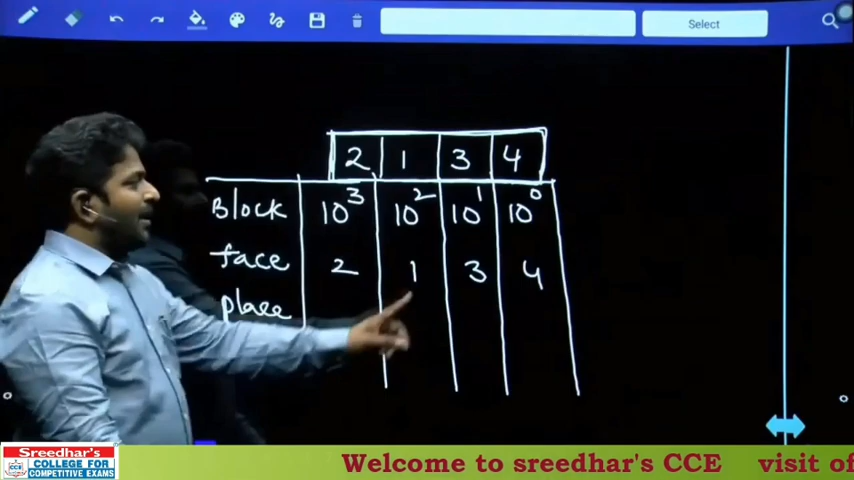 Select
2 1 3 4
Block 10³ 10² 10¹ 10⁰
face 2 1 3 4
place
Sreedhar's
CCE
COLLEGE FOR
COMPETITIVE EXAMS
Welcome to sreedhar's CCE visit of